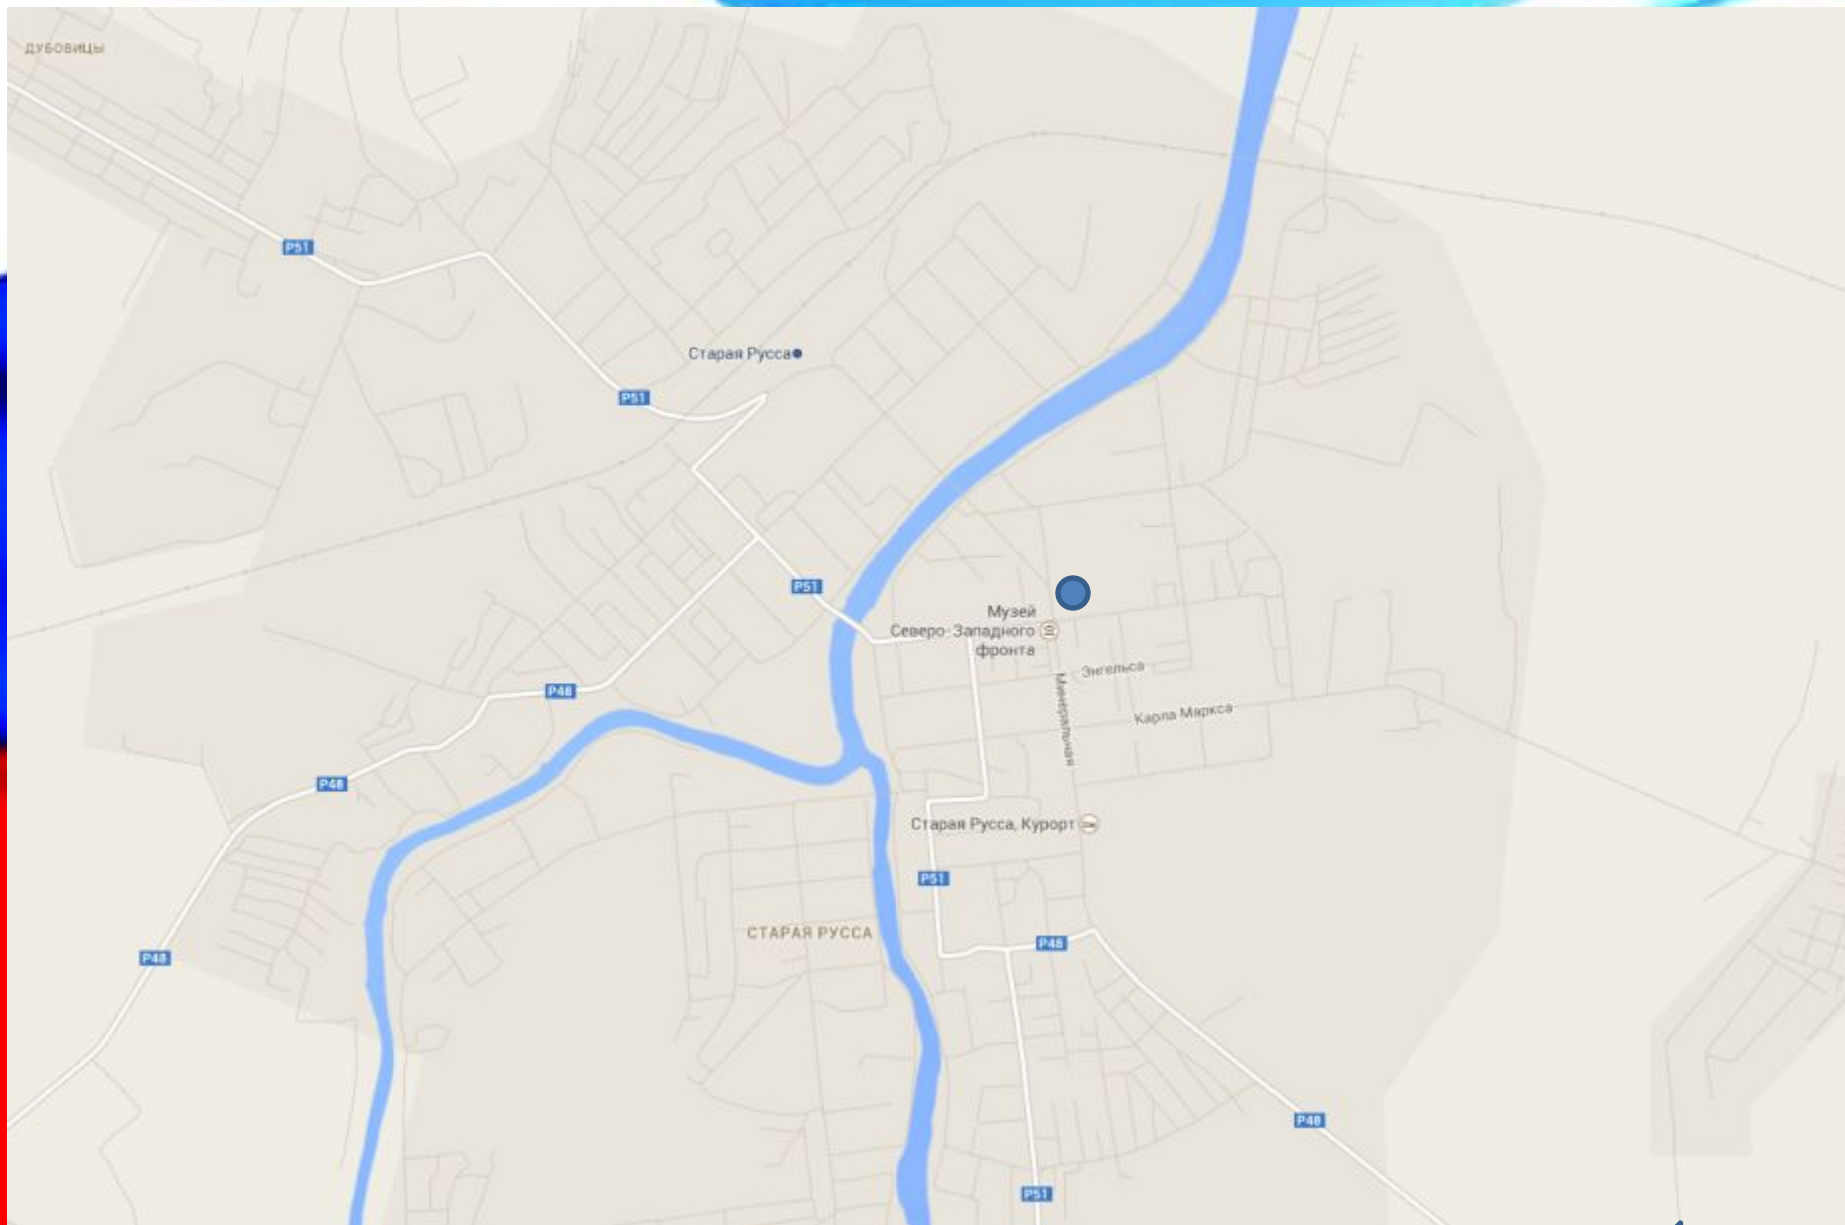 ДУБОВИЦЫ
Р51
Старая Русса
Р51
Р51
Музей
Северо-Западного
фронта
Энгельса
Р48
Минеральная
Карла Маркса
Р48
Старая Русса, Курорт
Р51
СТАРАЯ РУССА
Р48
Р48
Р48
Р51